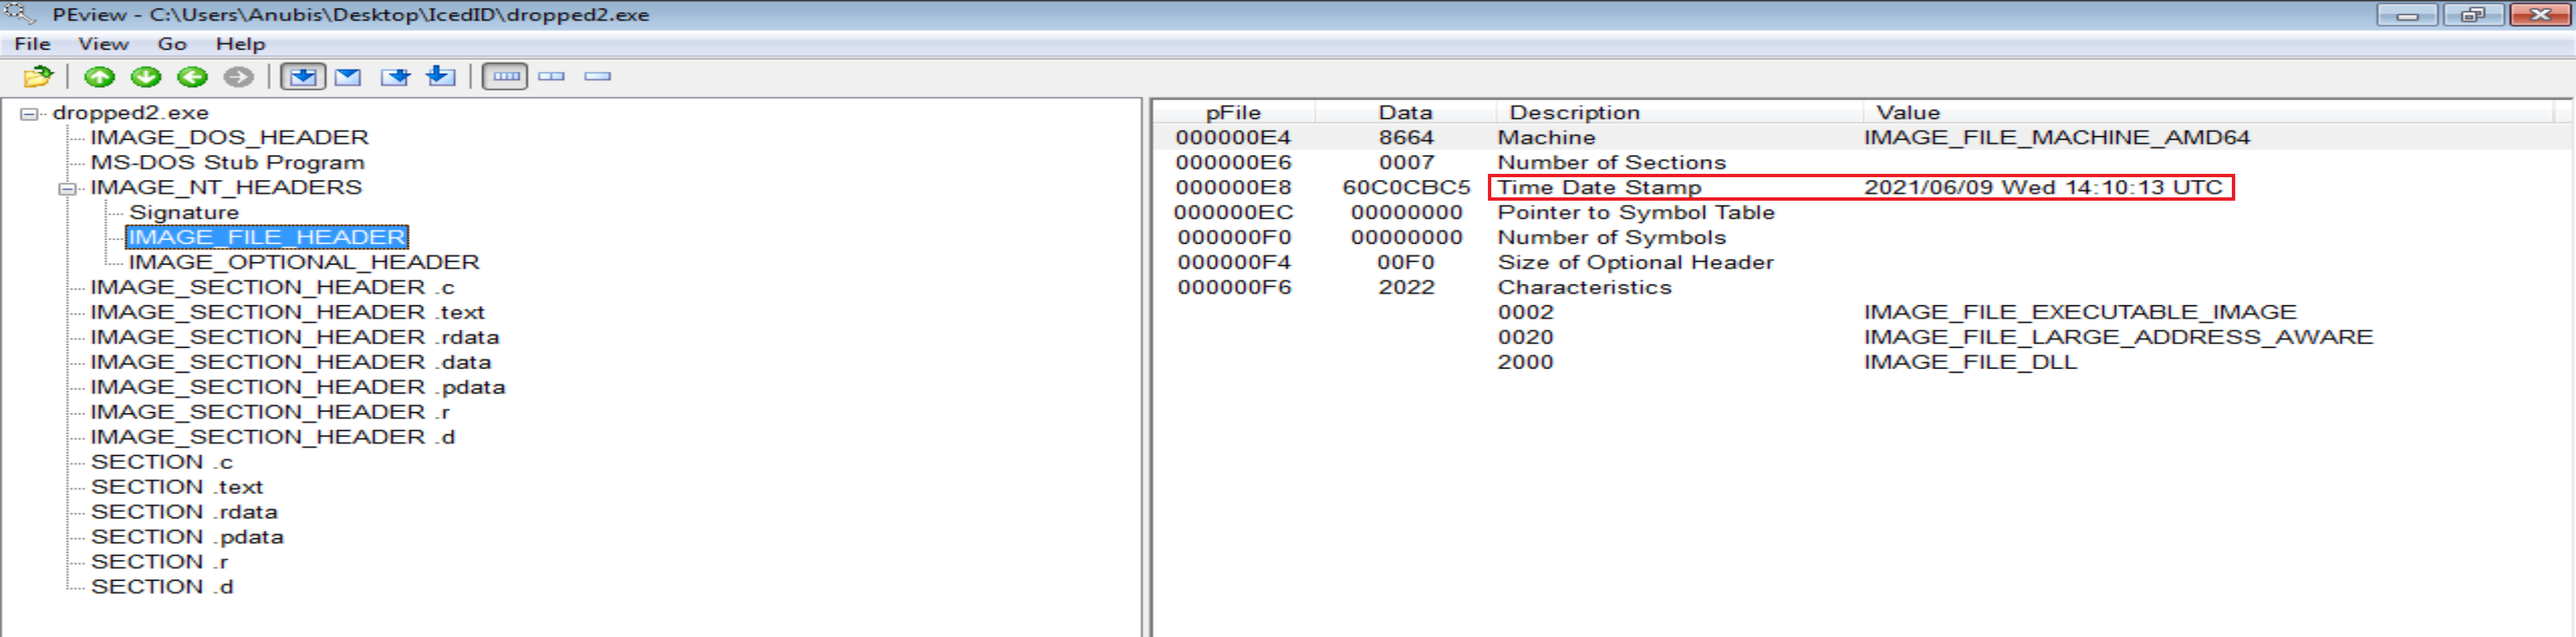 PEview - C:\Users\Anubis\Desktop\IcedID\dropped2.exe
File View Go Help
dropped2.exe
IMAGE_DOS_HEADER
MS-DOS Stub Program
IMAGE_NT_HEADERS
Signature
IMAGE_FILE_HEADER
IMAGE_OPTIONAL_HEADER
IMAGE_SECTION_HEADER .c
IMAGE_SECTION_HEADER .text
IMAGE_SECTION_HEADER .rdata
IMAGE_SECTION_HEADER .data
IMAGE_SECTION_HEADER .pdata
IMAGE_SECTION_HEADER .r
IMAGE_SECTION_HEADER .d
SECTION .c
SECTION .text
SECTION .rdata
SECTION .pdata
SECTION .r
SECTION .d
pFile Data Description Value
000000E4 8664 Machine IMAGE_FILE_MACHINE_AMD64
000000E6 0007 Number of Sections
000000E8 60C0CBC5 Time Date Stamp 2021/06/09 Wed 14:10:13 UTC
000000EC 00000000 Pointer to Symbol Table
000000F0 00000000 Number of Symbols
000000F4 00F0 Size of Optional Header
000000F6 2022 Characteristics
0002 IMAGE_FILE_EXECUTABLE_IMAGE
0020 IMAGE_FILE_LARGE_ADDRESS_AWARE
2000 IMAGE_FILE_DLL